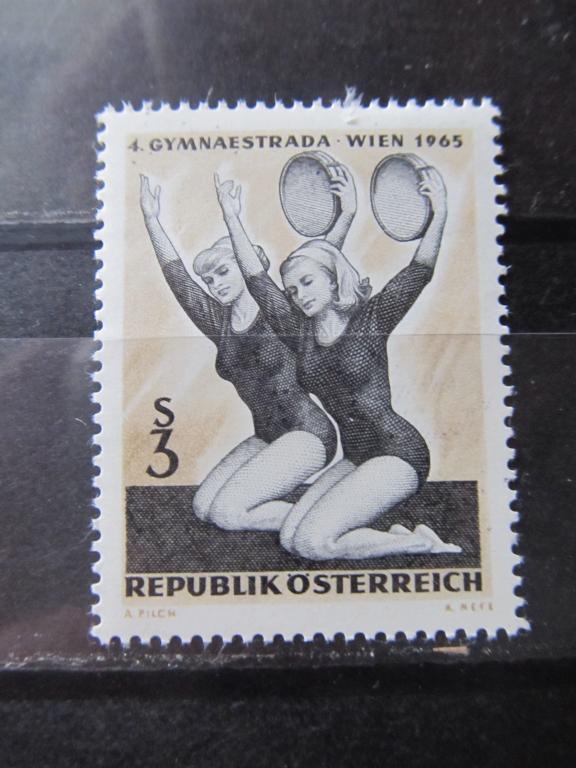 4. GYMNAESTRADA · WIEN 1965
S
3
REPUBLIK ÖSTERREICH
A. PILCH
A. NEFE